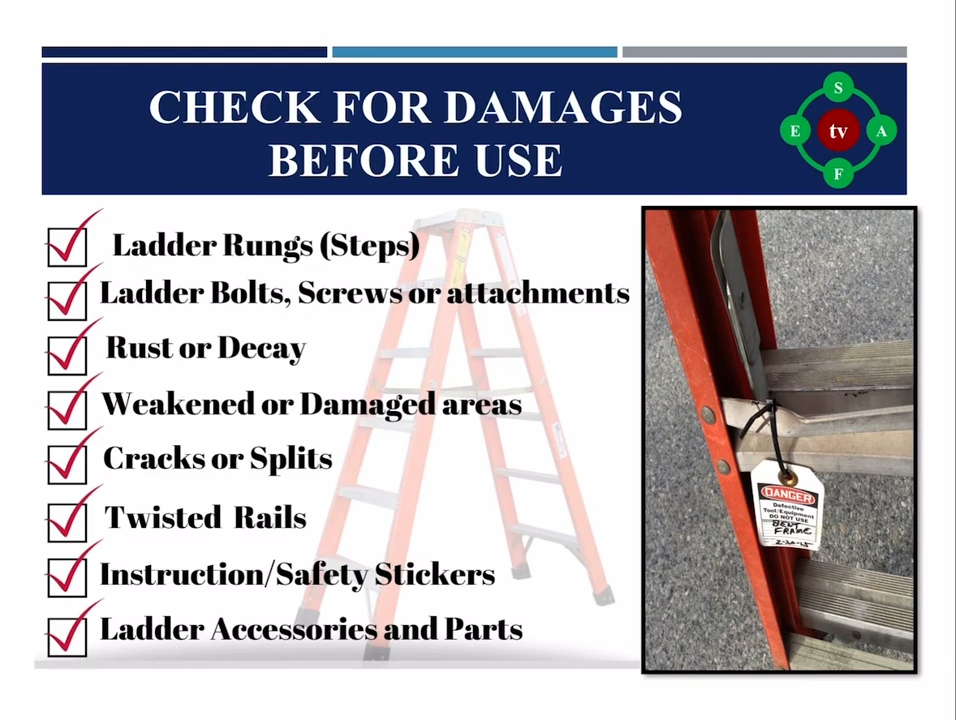 CHECK FOR DAMAGES
BEFORE USE
S
E tv A
F
Ladder Rungs (Steps)
Ladder Bolts, Screws or attachments
Rust or Decay
Weakened or Damaged areas
Cracks or Splits
Twisted Rails
Instruction/Safety Stickers
Ladder Accessories and Parts
DANGER
Defective
Tool/Equipment
DO NOT USE
BENT
FRAME